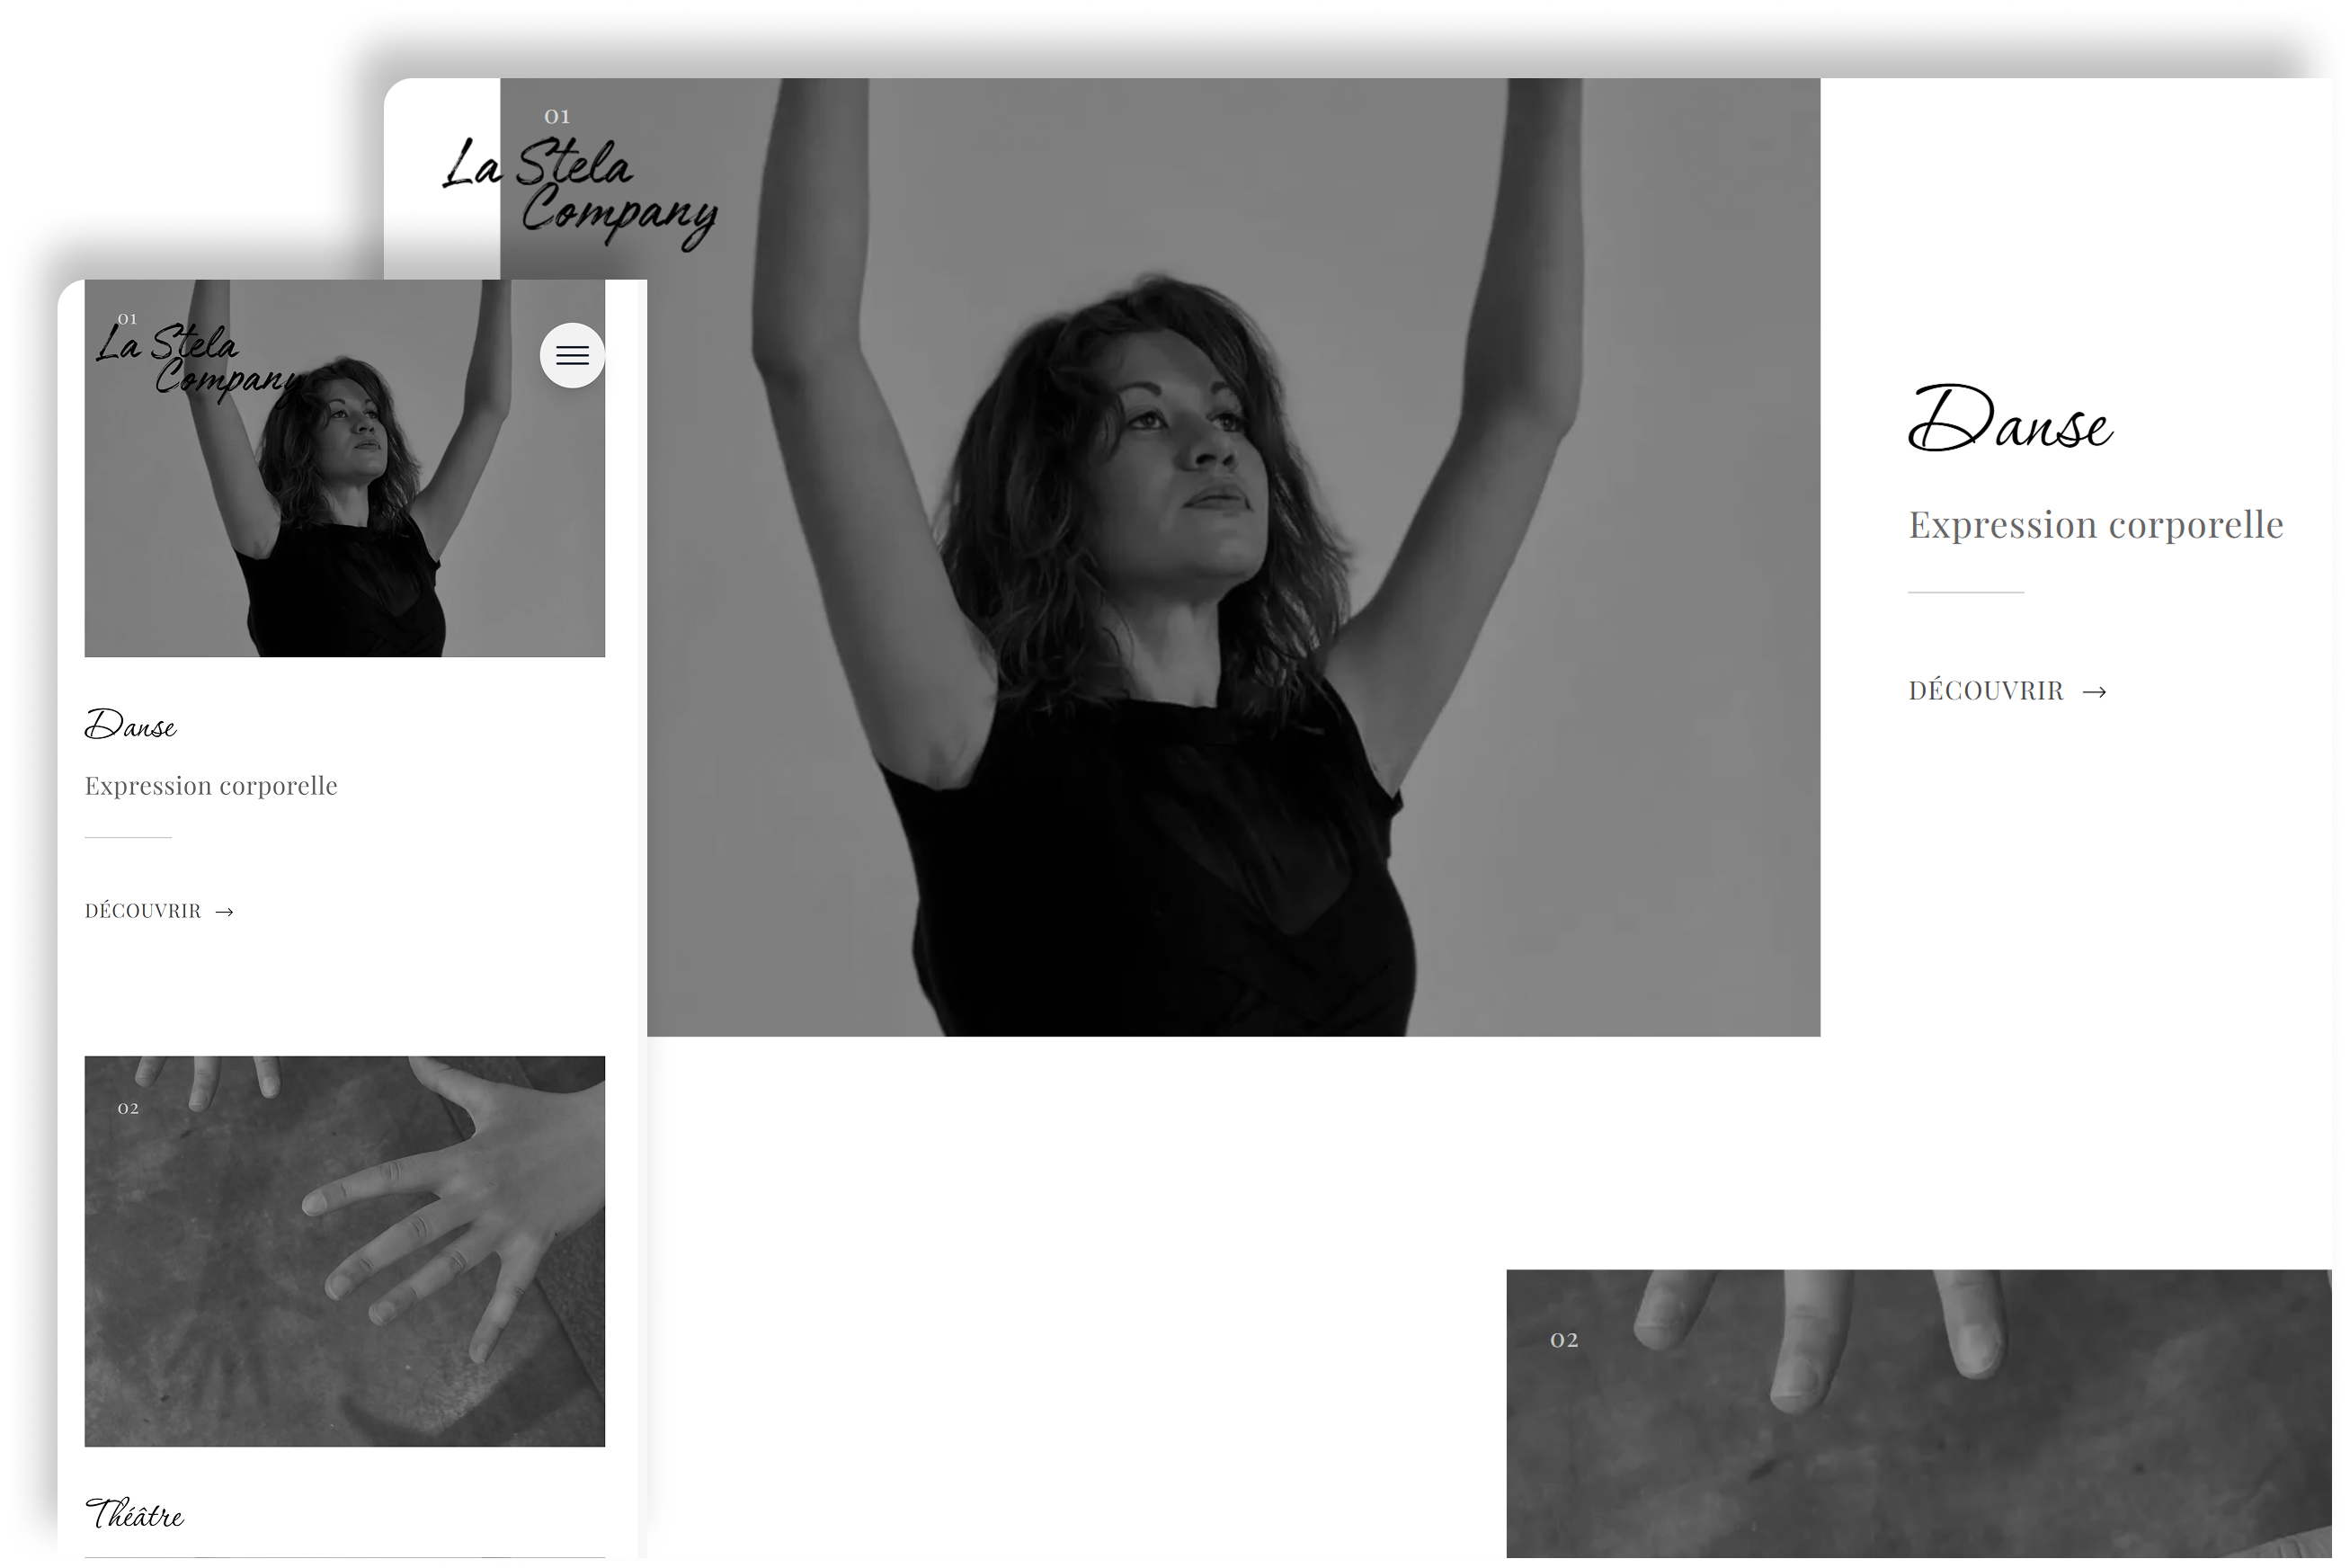 01
La Stela
Company
Danse
Expression corporelle
DÉCOUVRIR →
02
01
La Stela
Company
Danse
Expression corporelle
DÉCOUVRIR →
02
Théâtre